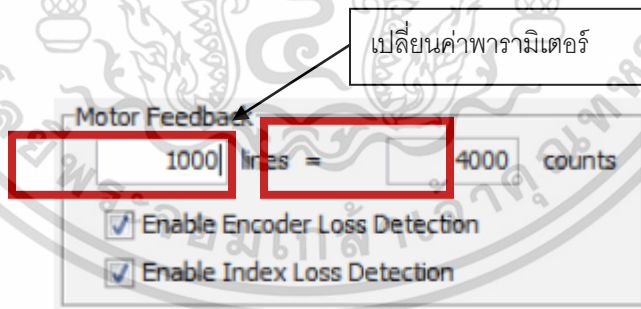 เปลี่ยนค่าพารามิเตอร์
Motor Feedback
1000 lines = 4000 counts
Enable Encoder Loss Detection
Enable Index Loss Detection